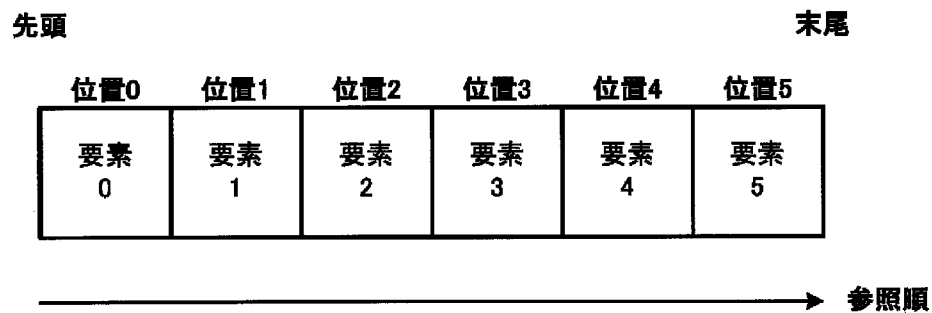 先頭 末尾
位置0 位置1 位置2 位置3 位置4 位置5
要素 要素 要素 要素 要素 要素
0 1 2 3 4 5
参照順